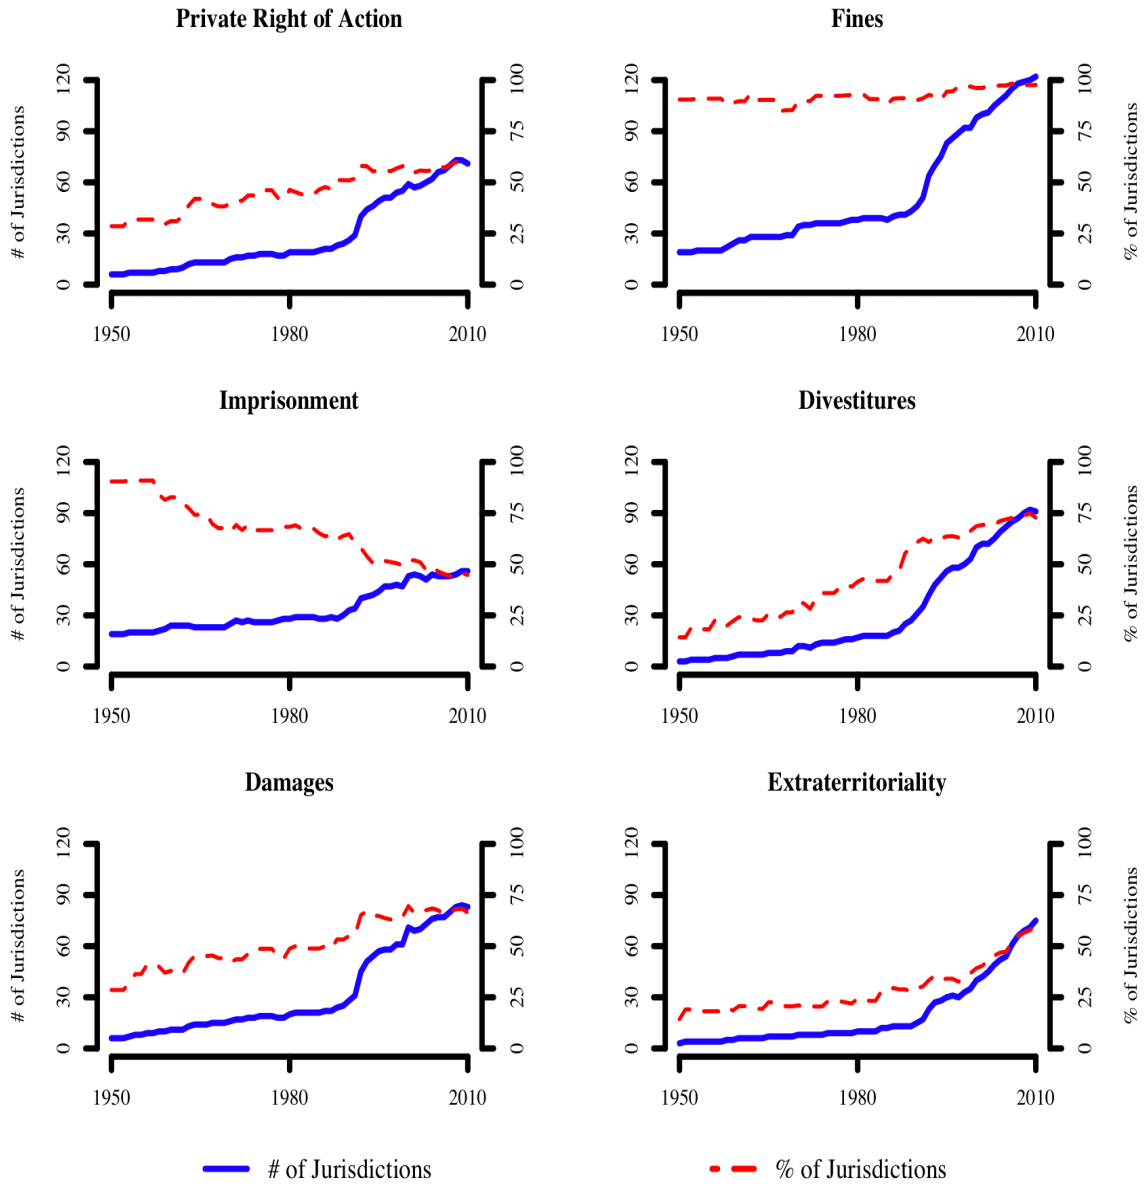 Private Right of Action
# of Jurisdictions
0 30 60 90 120
0 25 50 75 100
1950 1980 2010
Fines
0 30 60 90 120
0 25 50 75 100
% of Jurisdictions
1950 1980 2010
Imprisonment
# of Jurisdictions
0 30 60 90 120
0 25 50 75 100
1950 1980 2010
Divestitures
0 30 60 90 120
0 25 50 75 100
% of Jurisdictions
1950 1980 2010
Damages
# of Jurisdictions
0 30 60 90 120
0 25 50 75 100
1950 1980 2010
Extraterritoriality
0 30 60 90 120
0 25 50 75 100
% of Jurisdictions
1950 1980 2010
# of Jurisdictions
% of Jurisdictions